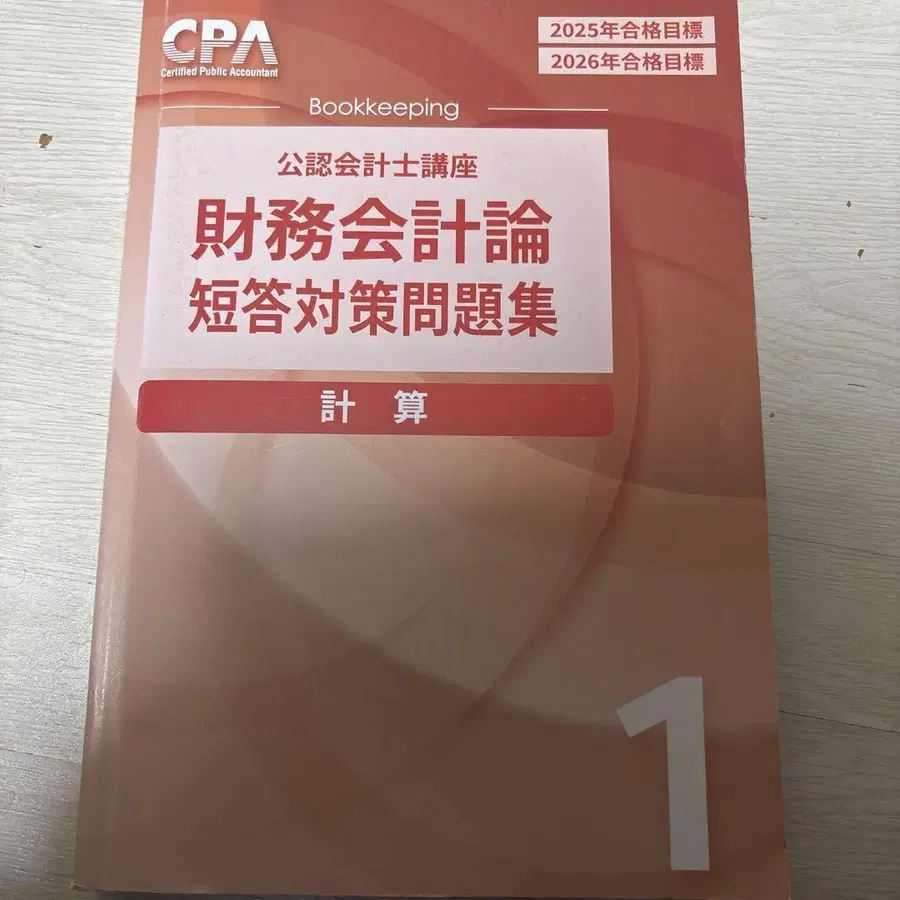 CPA
Certified Public Accountant
2025年合格目標
2026年合格目標
Bookkeeping
公認会計士講座
財務会計論
短答対策問題集
計 算
1